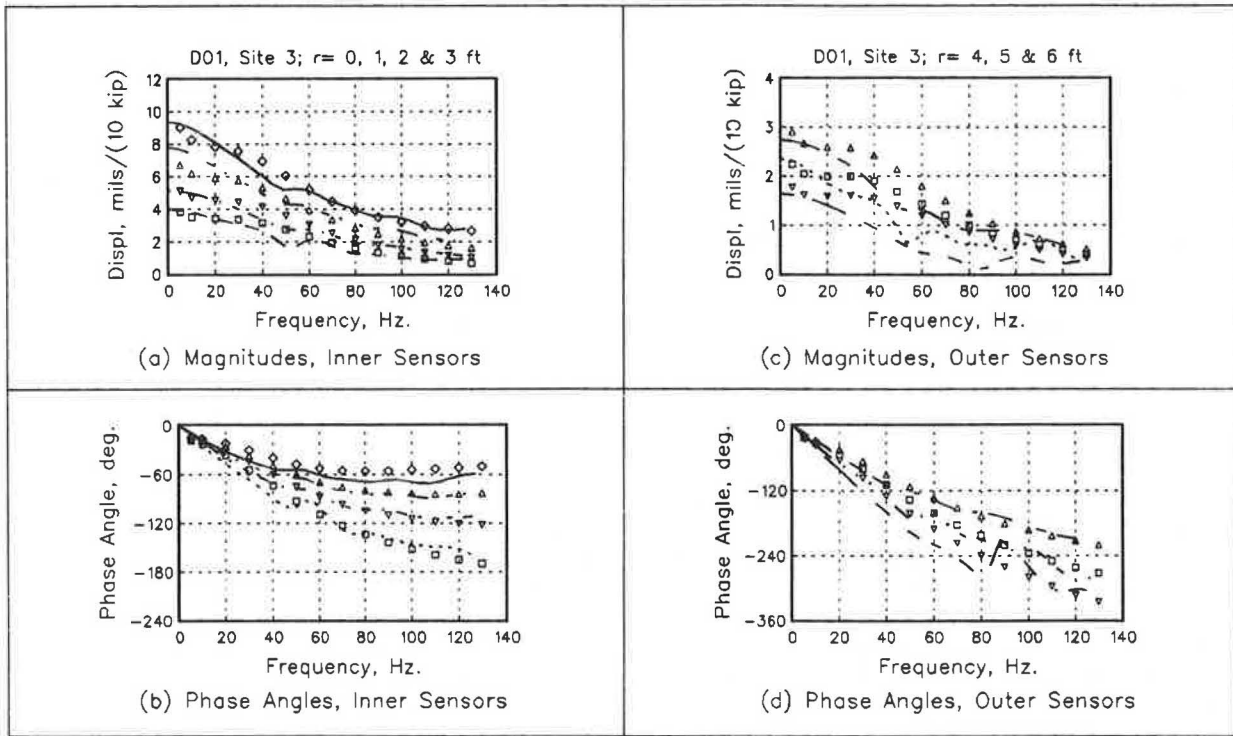 D01, Site 3; r= 0, 1, 2 & 3 ft
Displ, mils/(10 kip)
12
10
8
6
4
2
0
0 20 40 60 80 100 120 140
Frequency, Hz.
(a) Magnitudes, Inner Sensors
D01, Site 3; r= 4, 5 & 6 ft
Displ, mils/(10 kip)
4
3
2
1
0
0 20 40 60 80 100 120 140
Frequency, Hz.
(c) Magnitudes, Outer Sensors
Phase Angle, deg.
0
-60
-120
-180
-240
0 20 40 60 80 100 120 140
Frequency, Hz.
(b) Phase Angles, Inner Sensors
Phase Angle, deg.
0
-120
-240
-360
0 20 40 60 80 100 120 140
Frequency, Hz.
(d) Phase Angles, Outer Sensors